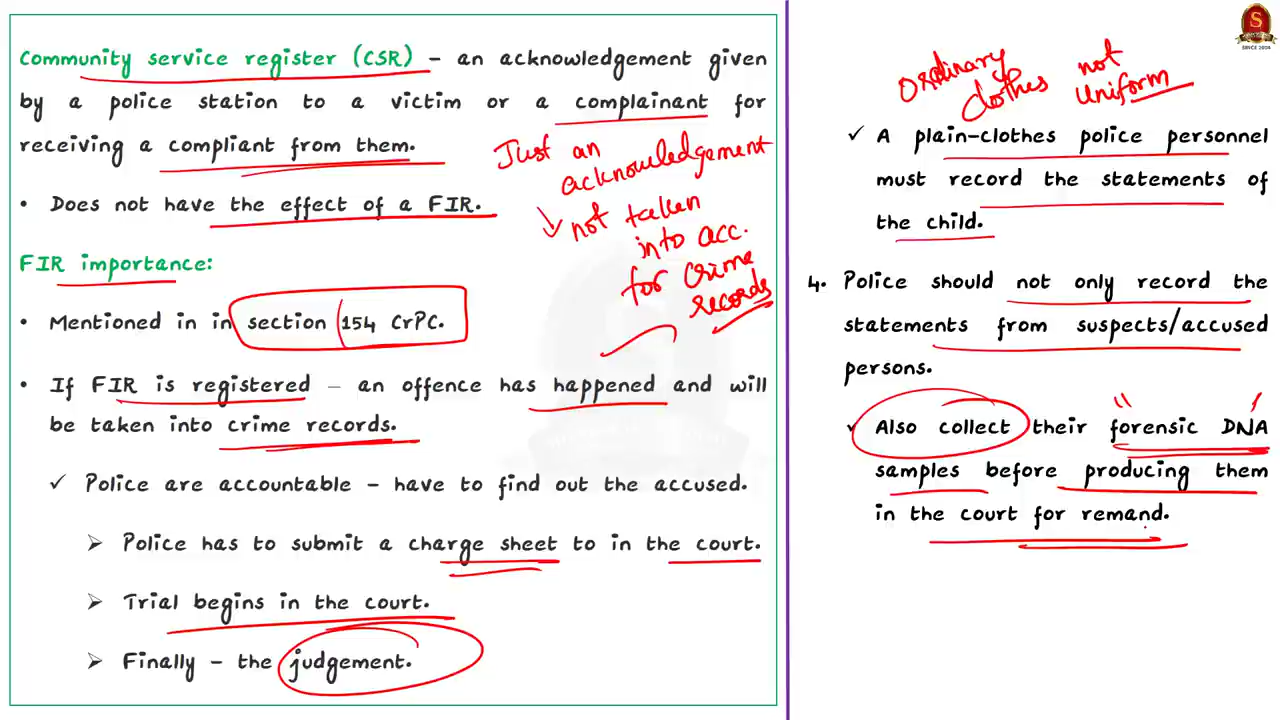 Community service register (CSR) – an acknowledgement given
by a police station to a victim or a complainant for
receiving a compliant from them.
Just an
acknowledgement
• Does not have the effect of a FIR.
not taken
into acc.
for crime
records
FIR importance:
• Mentioned in in section 154 CrPC.
• If FIR is registered – an offence has happened and will
be taken into crime records.
✓ Police are accountable – have to find out the accused.
➤ Police has to submit a charge sheet to in the court.
➤ Trial begins in the court.
➤ Finally – the judgement.
S
SINCE 2004
Ordinary
clothes not
Uniform
✓ A plain-clothes police personnel
must record the statements of
the child.
4. Police should not only record the
statements from suspects/accused
persons.
✓ Also collect their forensic DNA
samples before producing them
in the court for remand.